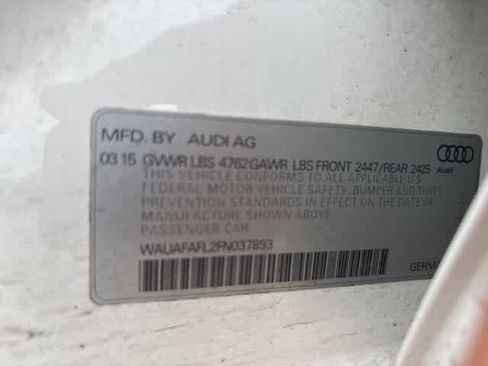 MFD. BY AUDI AG
03 15 GVWR LBS 4762 GAWR LBS FRONT 2447/REAR 2425
Audi
THIS VEHICLE CONFORMS TO ALL APPLICABLE U.S.
FEDERAL MOTOR VEHICLE SAFETY, BUMPER AND THEFT
PREVENTION STANDARDS IN EFFECT ON THE DATE OF
MANUFACTURE SHOWN ABOVE
PASSENGER CAR
WAUAFAFL2FN037893
GERMA